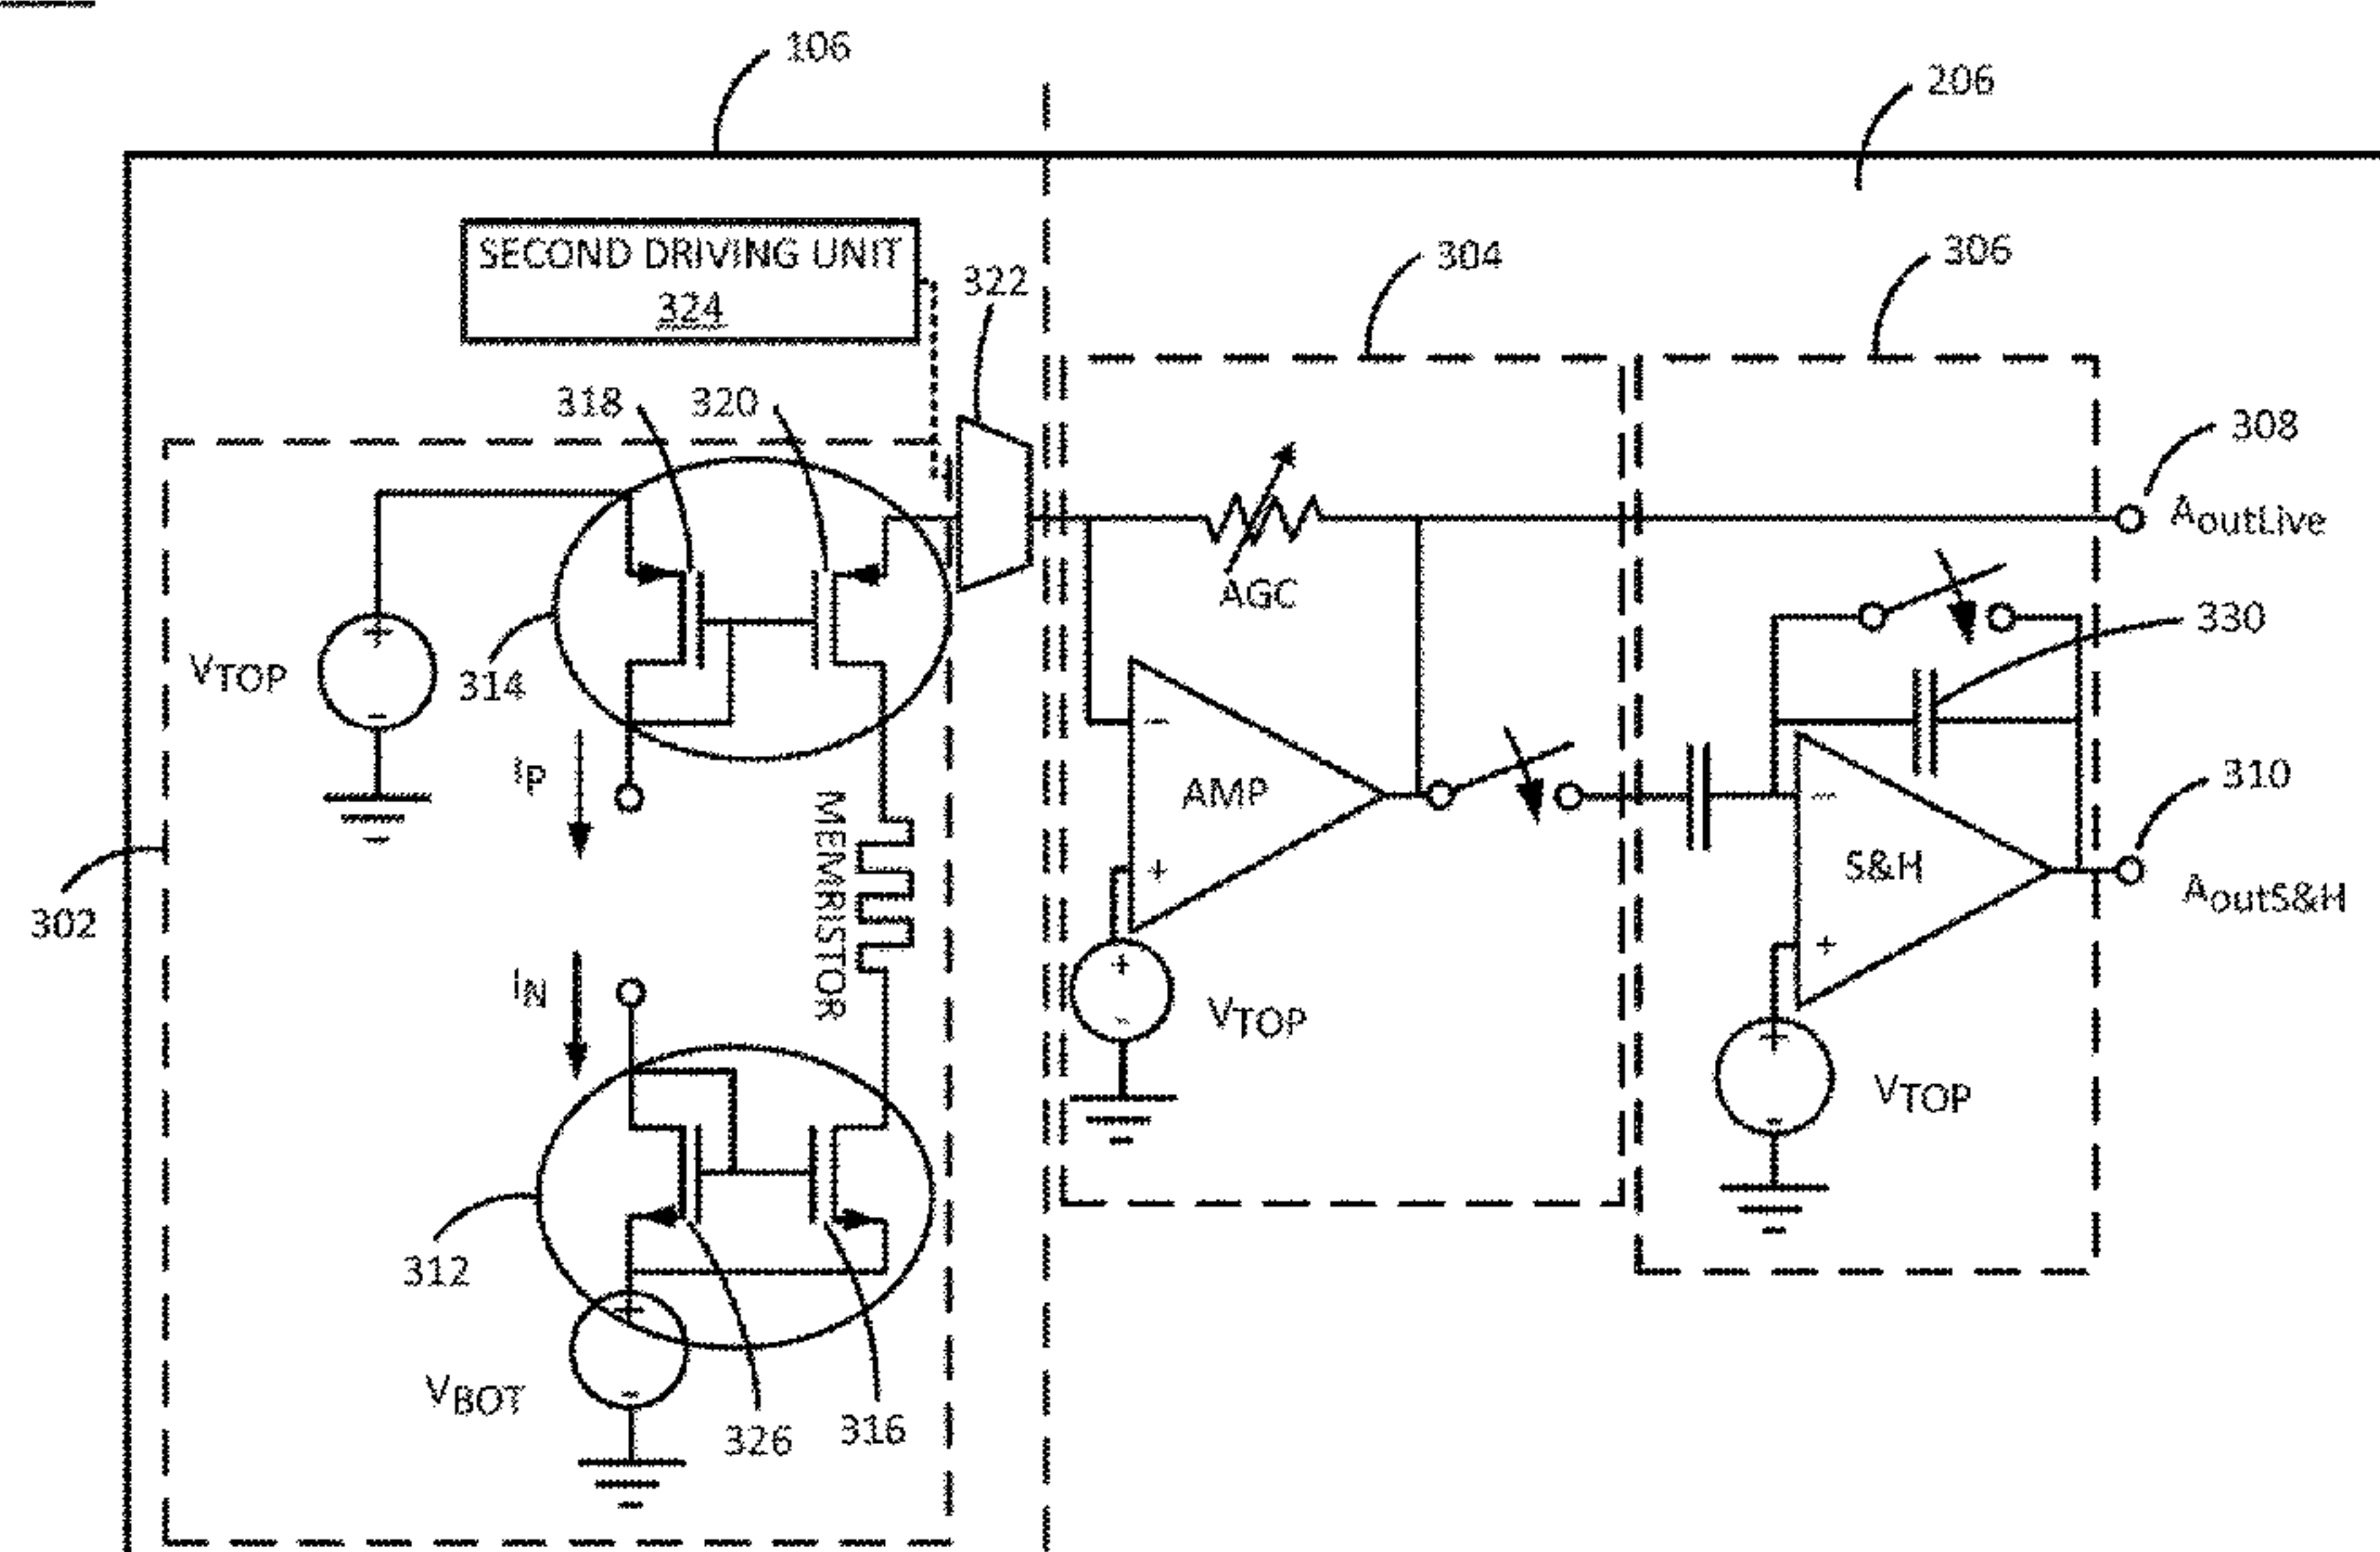 106
206
SECOND DRIVING UNIT
324
322
304
306
318
320
308
AoutLive
AGC
330
VTOP
314
IP
AMP
310
S&H
AoutS&H
MEMRISTOR
302
IN
VTOP
VTOP
312
VBOT
326
316